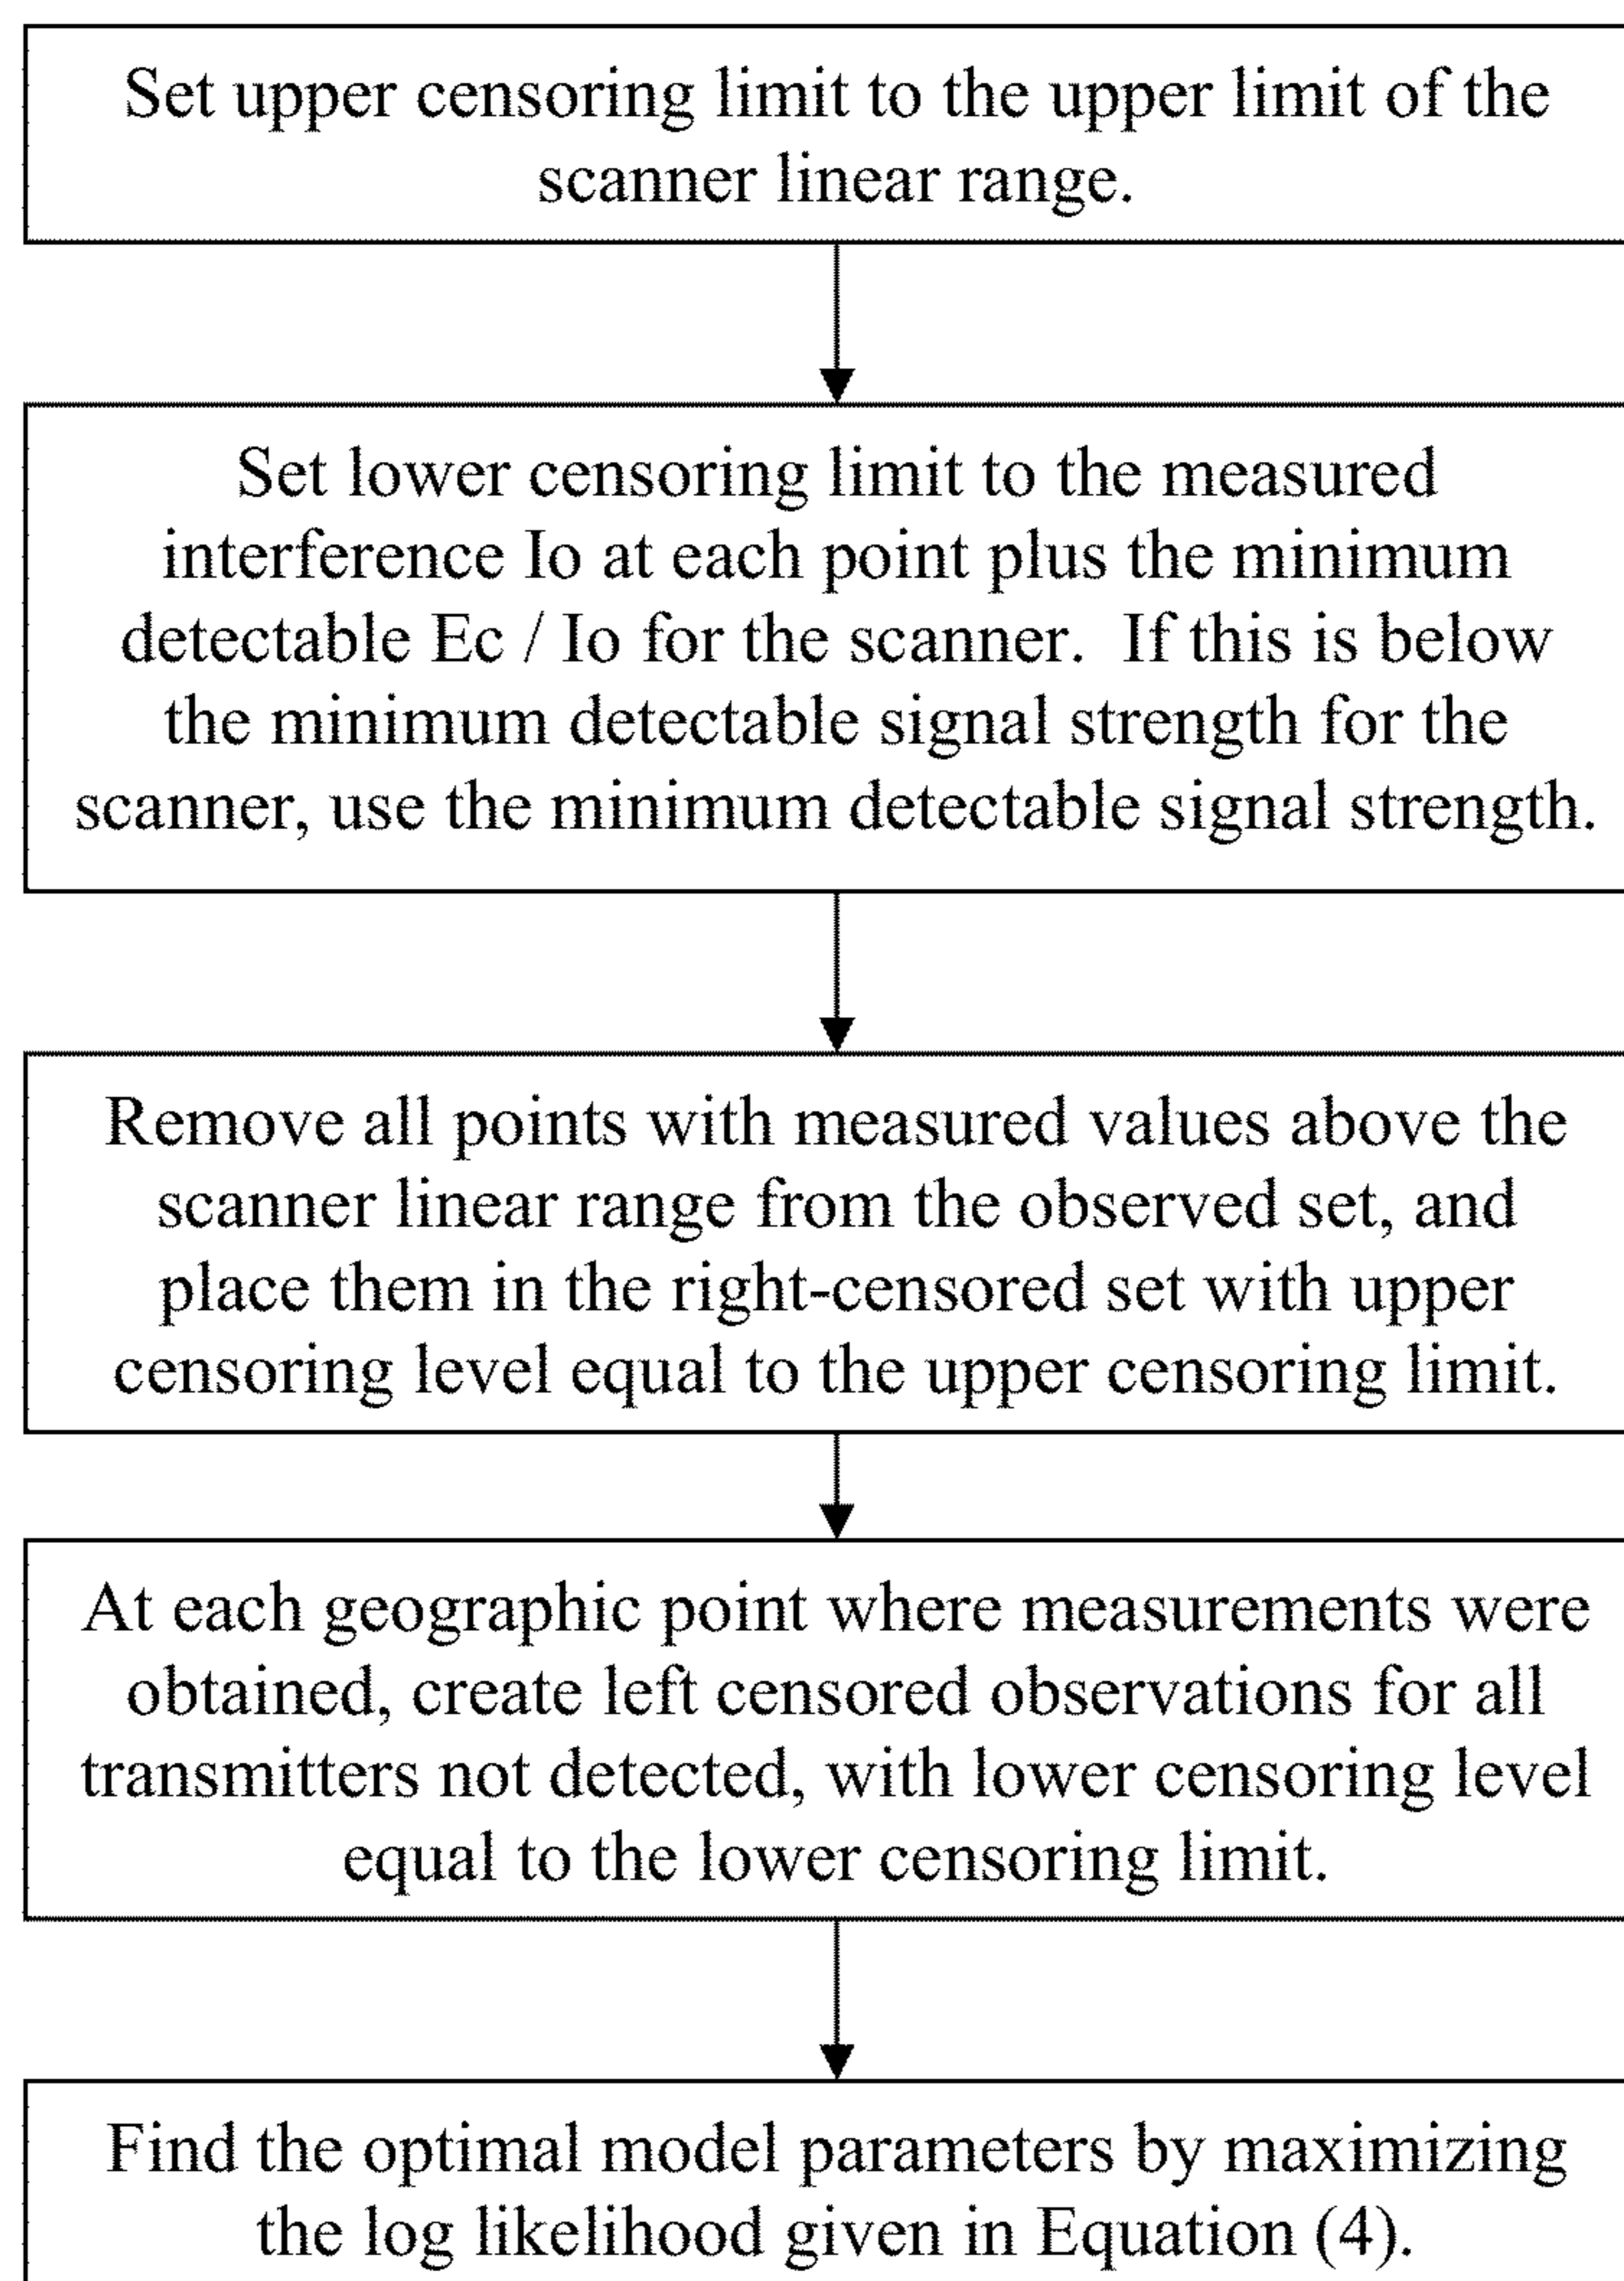 Set upper censoring limit to the upper limit of the
scanner linear range.
Set lower censoring limit to the measured
interference Io at each point plus the minimum
detectable Ec / Io for the scanner.  If this is below
the minimum detectable signal strength for the
scanner, use the minimum detectable signal strength.
Remove all points with measured values above the
scanner linear range from the observed set, and
place them in the right-censored set with upper
censoring level equal to the upper censoring limit.
At each geographic point where measurements were
obtained, create left censored observations for all
transmitters not detected, with lower censoring level
equal to the lower censoring limit.
Find the optimal model parameters by maximizing
the log likelihood given in Equation (4).